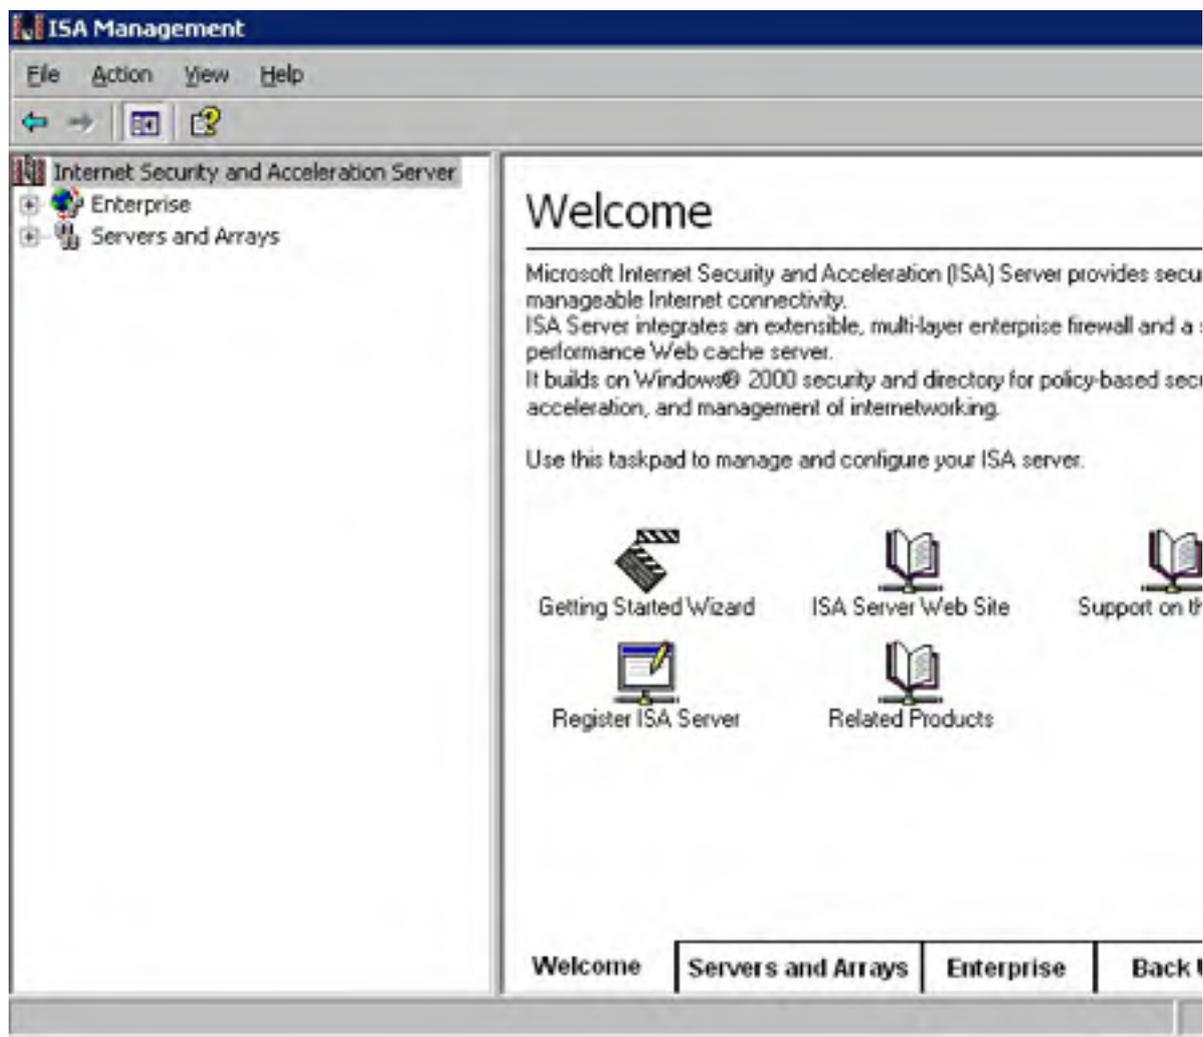 ISA Management
File Action View Help
Internet Security and Acceleration Server
Enterprise
Servers and Arrays
Welcome
Microsoft Internet Security and Acceleration (ISA) Server provides secu
manageable Internet connectivity.
ISA Server integrates an extensible, multi-layer enterprise firewall and a
performance Web cache server.
It builds on Windows® 2000 security and directory for policy-based secu
acceleration, and management of internetworking.
Use this taskpad to manage and configure your ISA server.
Getting Started Wizard ISA Server Web Site Support on th
Register ISA Server Related Products
Welcome Servers and Arrays Enterprise Back U